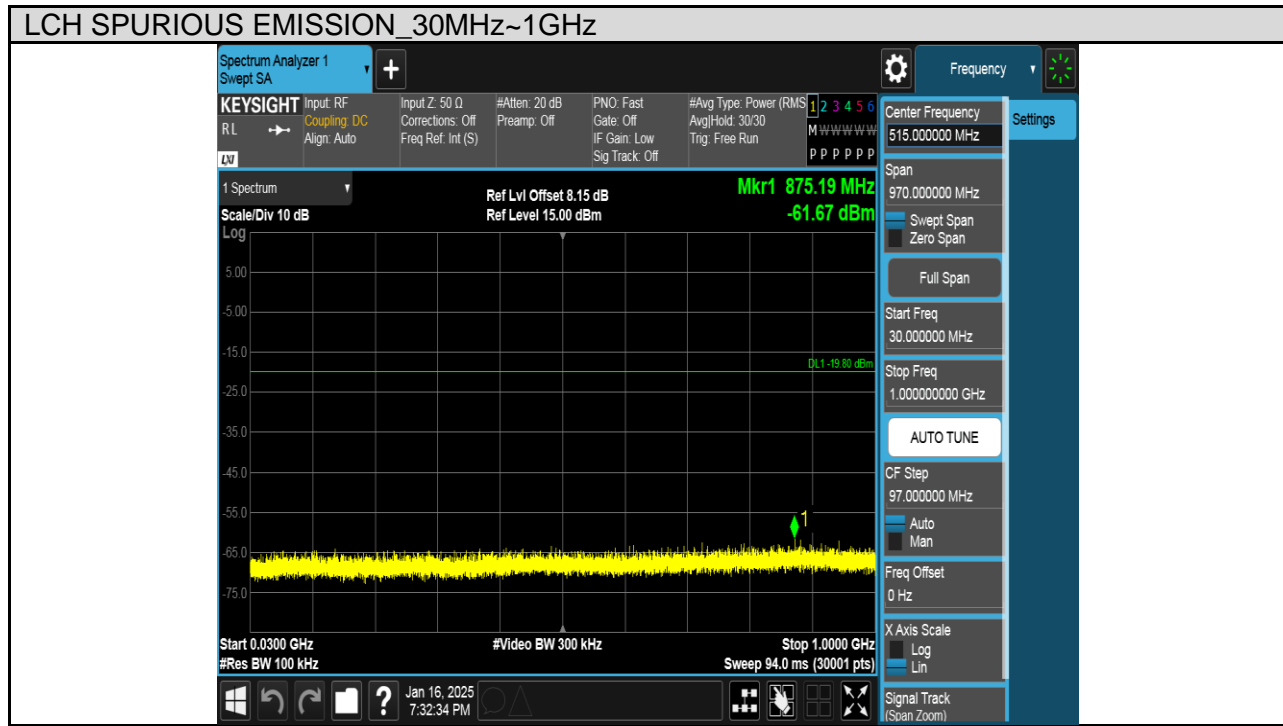 LCH SPURIOUS EMISSION_30MHz~1GHz
Spectrum Analyzer 1
Swept SA
+
Frequency
KEYSIGHT
RL
LXI
Input: RF
Coupling: DC
Align: Auto
Input Z: 50 Ω
Corrections: Off
Freq Ref: Int (S)
#Atten: 20 dB
Preamp: Off
PNO: Fast
Gate: Off
IF Gain: Low
Sig Track: Off
#Avg Type: Power (RMS
Avg|Hold: 30/30
Trig: Free Run
1 2 3 4 5 6
M W W W W W
P P P P P P
1 Spectrum
Scale/Div 10 dB
Log
Ref Lvl Offset 8.15 dB
Ref Level 15.00 dBm
Mkr1 875.19 MHz
-61.67 dBm
5.00
-5.00
-15.0
DL1 -19.80 dBm
-25.0
-35.0
-45.0
-55.0
1
-65.0
-75.0
Start 0.0300 GHz
#Res BW 100 kHz
#Video BW 300 kHz
Stop 1.0000 GHz
Sweep 94.0 ms (30001 pts)
?
Jan 16, 2025
7:32:34 PM
Center Frequency
515.000000 MHz
Settings
Span
970.000000 MHz
Swept Span
Zero Span
Full Span
Start Freq
30.000000 MHz
Stop Freq
1.000000000 GHz
AUTO TUNE
CF Step
97.000000 MHz
Auto
Man
Freq Offset
0 Hz
X Axis Scale
Log
Lin
Signal Track
(Span Zoom)